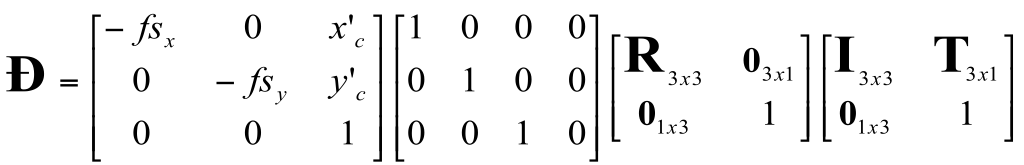 Đ = [ -fs_x 0 x'_c ; 0 -fs_y y'_c ; 0 0 1 ] [ 1 0 0 0 ; 0 1 0 0 ; 0 0 1 0 ] [ R_3x3 0_3x1 ; 0_1x3 1 ] [ I_3x3 T_3x1 ; 0_1x3 1 ]